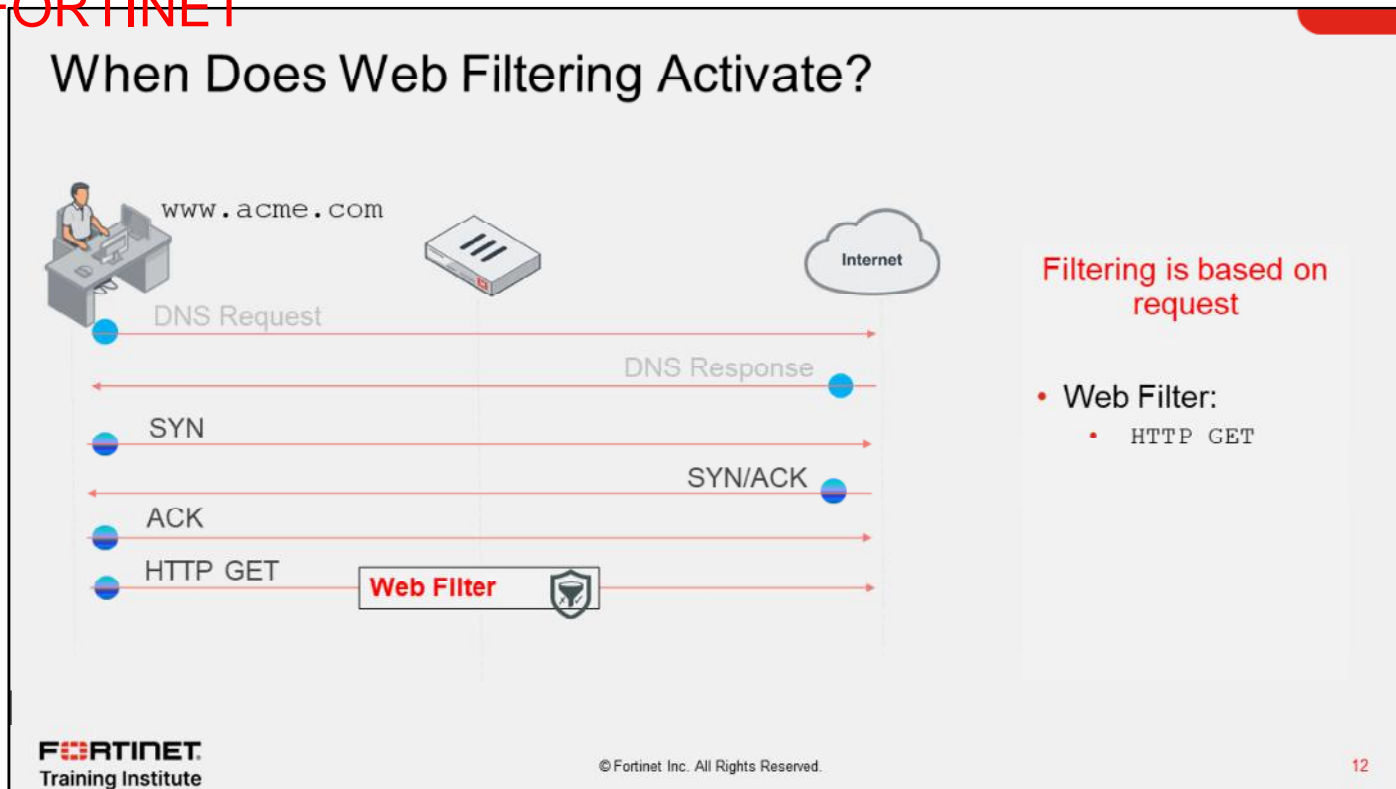 FORTINET
When Does Web Filtering Activate?
www.acme.com
Internet
DNS Request
DNS Response
SYN
SYN/ACK
ACK
HTTP GET
Web FIlter
Filtering is based on
request
• Web Filter:
• HTTP GET
FORTINET
Training Institute
© Fortinet Inc. All Rights Reserved.
12